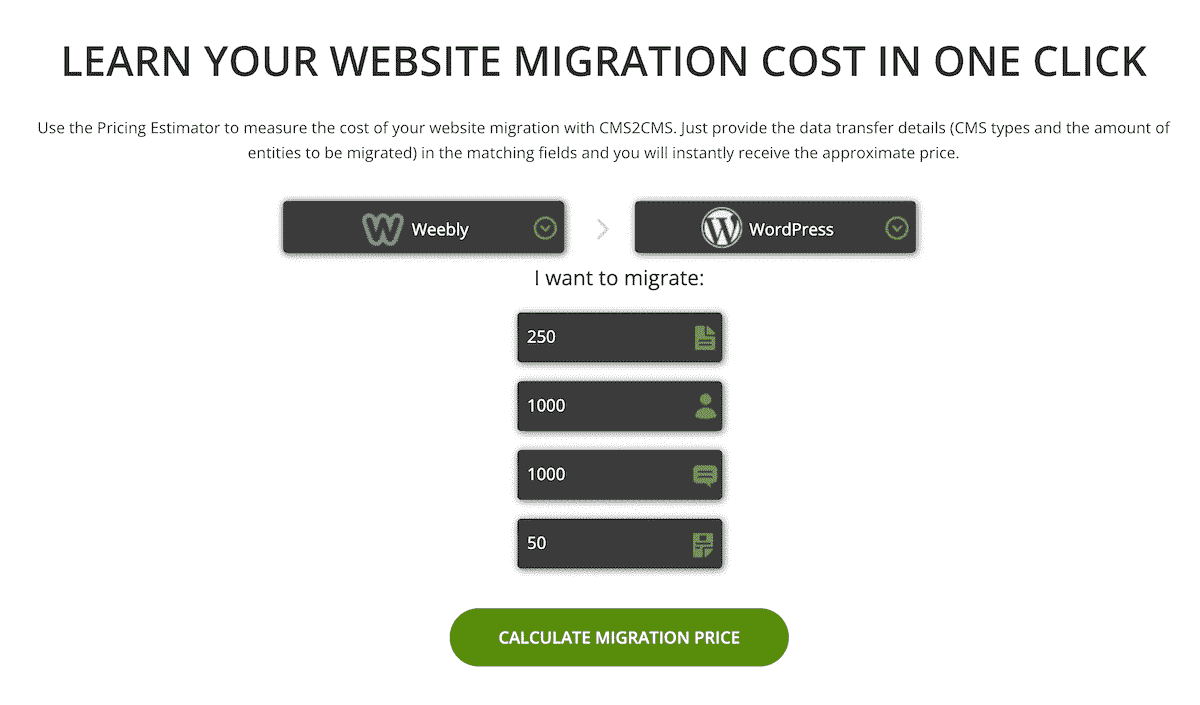 LEARN YOUR WEBSITE MIGRATION COST IN ONE CLICK
Use the Pricing Estimator to measure the cost of your website migration with CMS2CMS. Just provide the data transfer details (CMS types and the amount of
entities to be migrated) in the matching fields and you will instantly receive the approximate price.
Weebly WordPress
I want to migrate:
250
1000
1000
50
CALCULATE MIGRATION PRICE